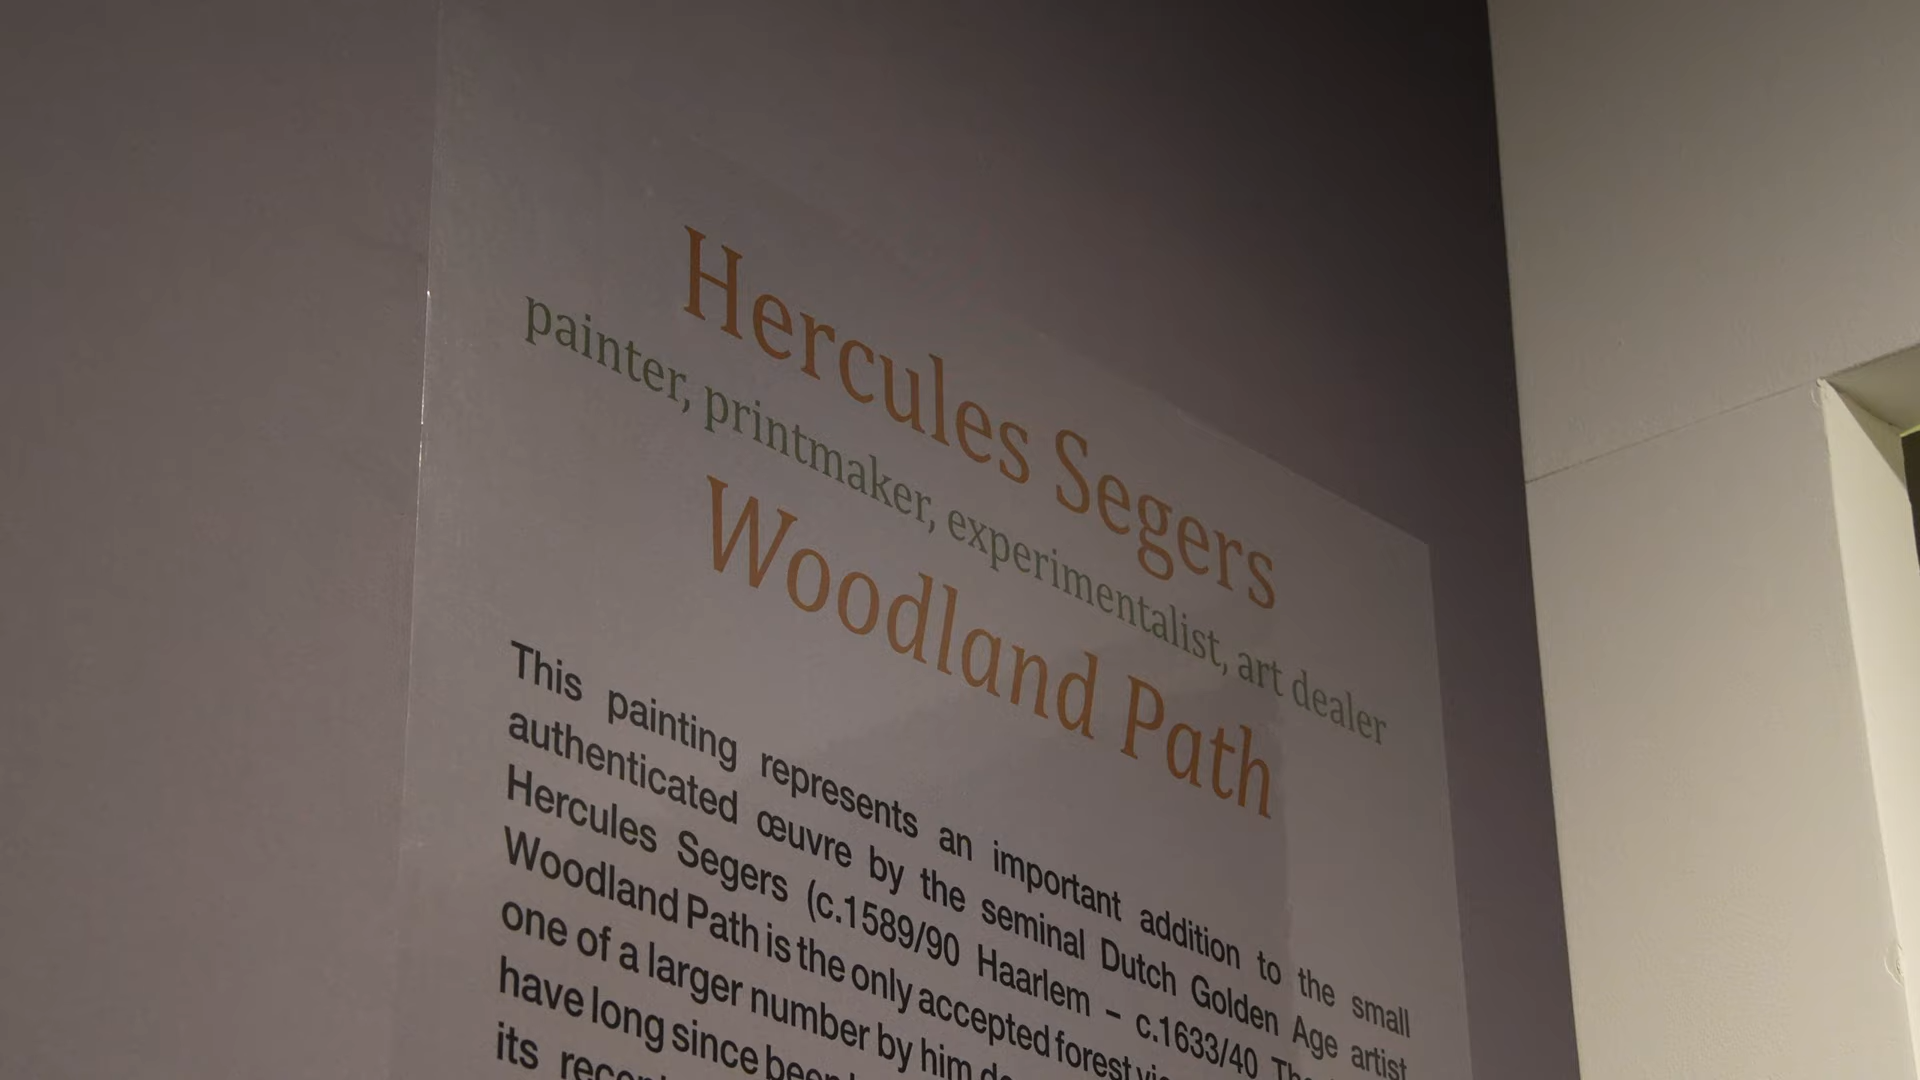 Hercules Segers
painter, printmaker, experimentalist, art dealer
Woodland Path
This painting represents an important addition to the small
authenticated œuvre by the seminal Dutch Golden Age artist
Hercules Segers (c.1589/90 Haarlem – c.1633/40
Woodland Path is the only accepted forest
one of a larger number by him
have long since been
its